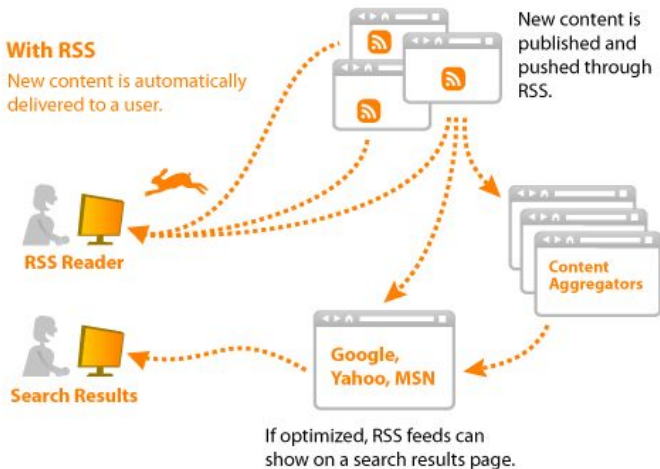 With RSS
New content is automatically
delivered to a user.
New content is
published and
pushed through
RSS.
RSS Reader
Content
Aggregators
Google,
Yahoo, MSN
Search Results
If optimized, RSS feeds can
show on a search results page.